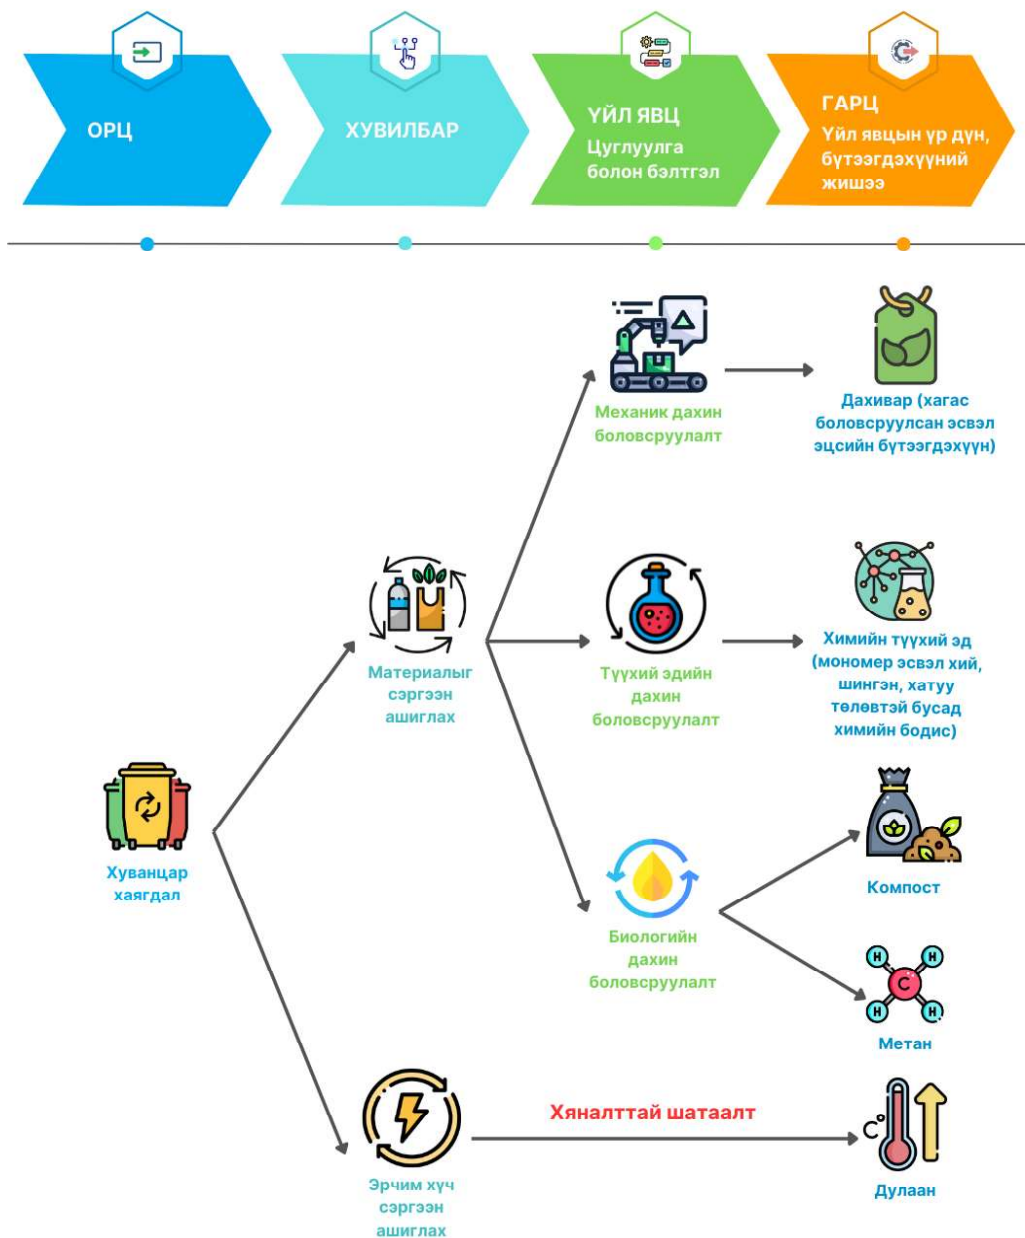 ОРЦ
ХУВИЛБАР
ҮЙЛ ЯВЦ
Цуглуулга
болон бэлтгэл
ГАРЦ
Үйл явцын үр дүн,
бүтээгдэхүүний
жишээ
Механик дахин
боловсруулалт
Дахивар (хагас
боловсруулсан эсвэл
эцсийн бүтээгдэхүүн)
Материалыг
сэргээн
ашиглах
Түүхий эдийн
дахин
боловсруулалт
Химийн түүхий эд
(мономер эсвэл хий,
шингэн, хатуу
төлөвтэй бусад
химийн бодис)
Хуванцар
хаягдал
Биологийн
дахин
боловсруулалт
Компост
H H
C
H H
Метан
Эрчим хүч
сэргээн
ашиглах
Хяналттай шатаалт
C°
Дулаан